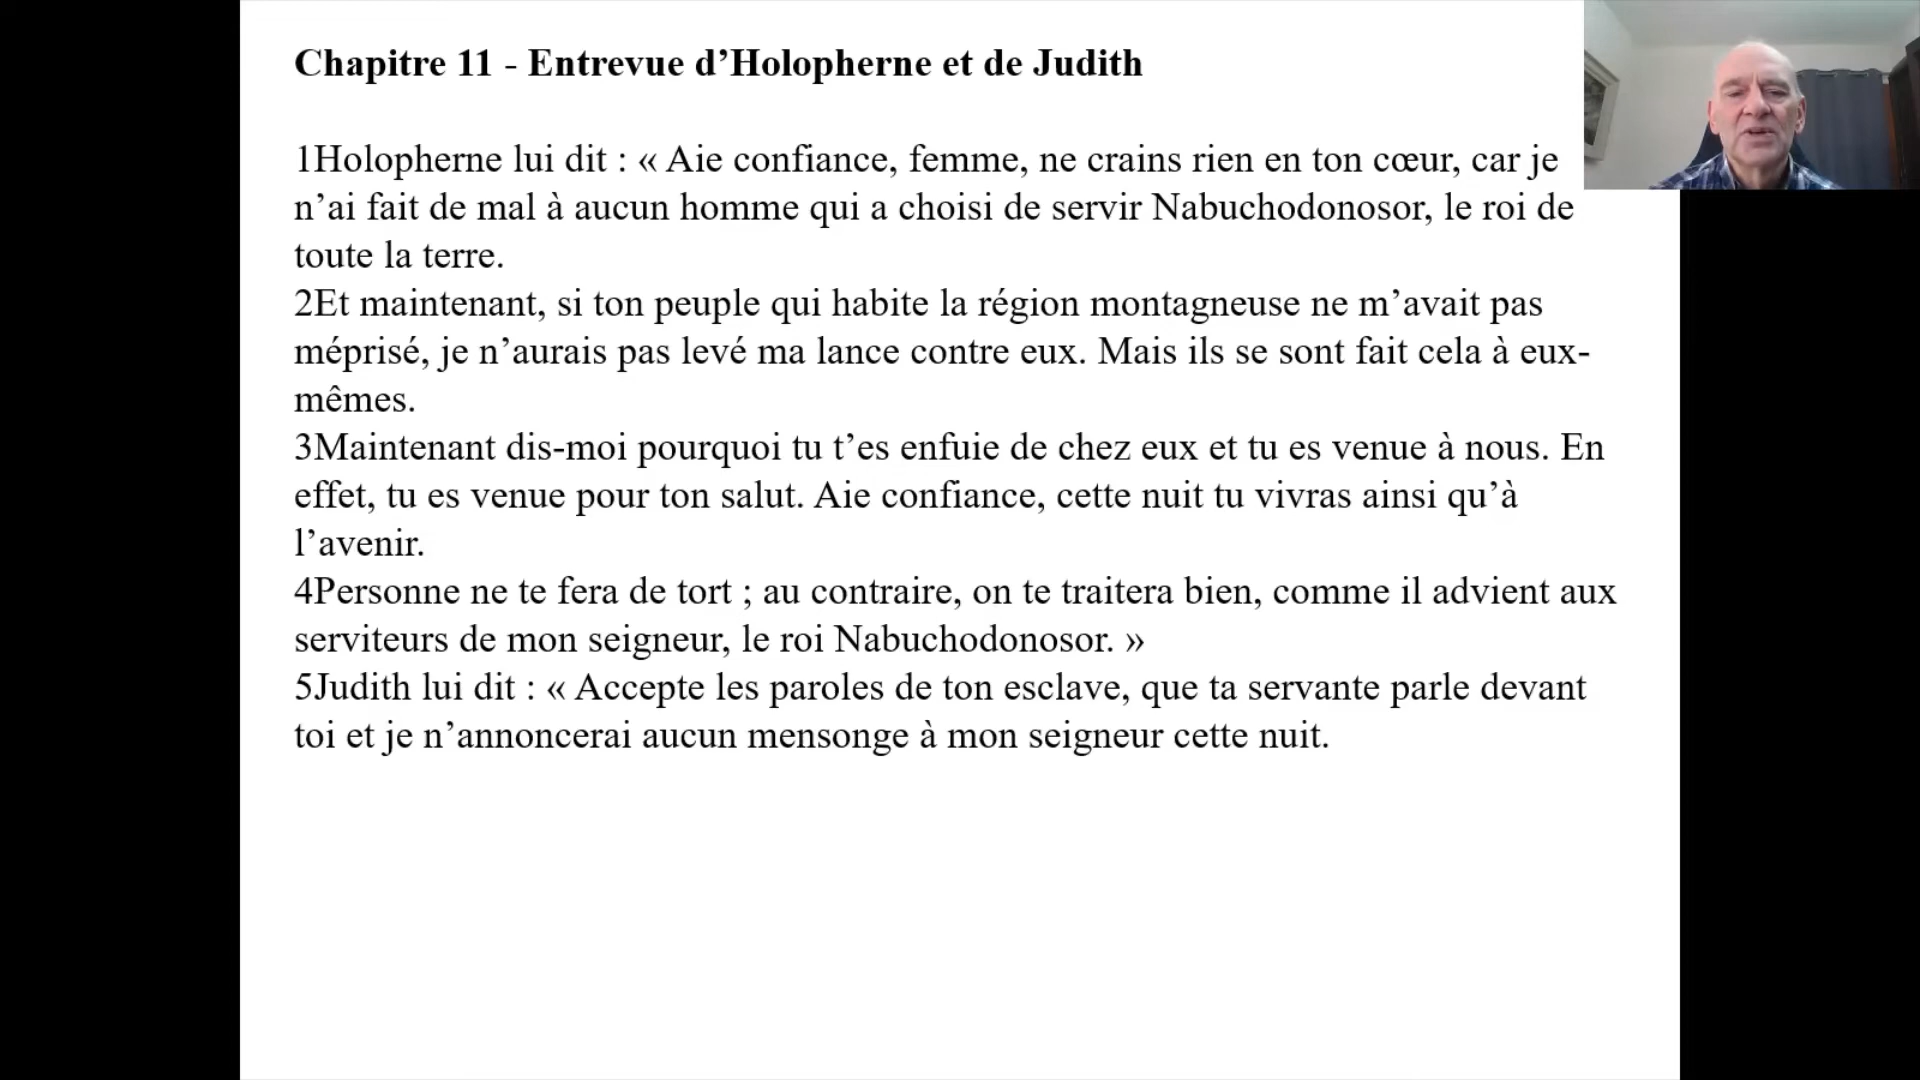 Chapitre 11 - Entrevue d’Holopherne et de Judith
1Holopherne lui dit : « Aie confiance, femme, ne crains rien en ton cœur, car je
n’ai fait de mal à aucun homme qui a choisi de servir Nabuchodonosor, le roi de
toute la terre.
2Et maintenant, si ton peuple qui habite la région montagneuse ne m’avait pas
méprisé, je n’aurais pas levé ma lance contre eux. Mais ils se sont fait cela à eux-
mêmes.
3Maintenant dis-moi pourquoi tu t’es enfuie de chez eux et tu es venue à nous. En
effet, tu es venue pour ton salut. Aie confiance, cette nuit tu vivras ainsi qu’à
l’avenir.
4Personne ne te fera de tort ; au contraire, on te traitera bien, comme il advient aux
serviteurs de mon seigneur, le roi Nabuchodonosor. »
5Judith lui dit : « Accepte les paroles de ton esclave, que ta servante parle devant
toi et je n’annoncerai aucun mensonge à mon seigneur cette nuit.